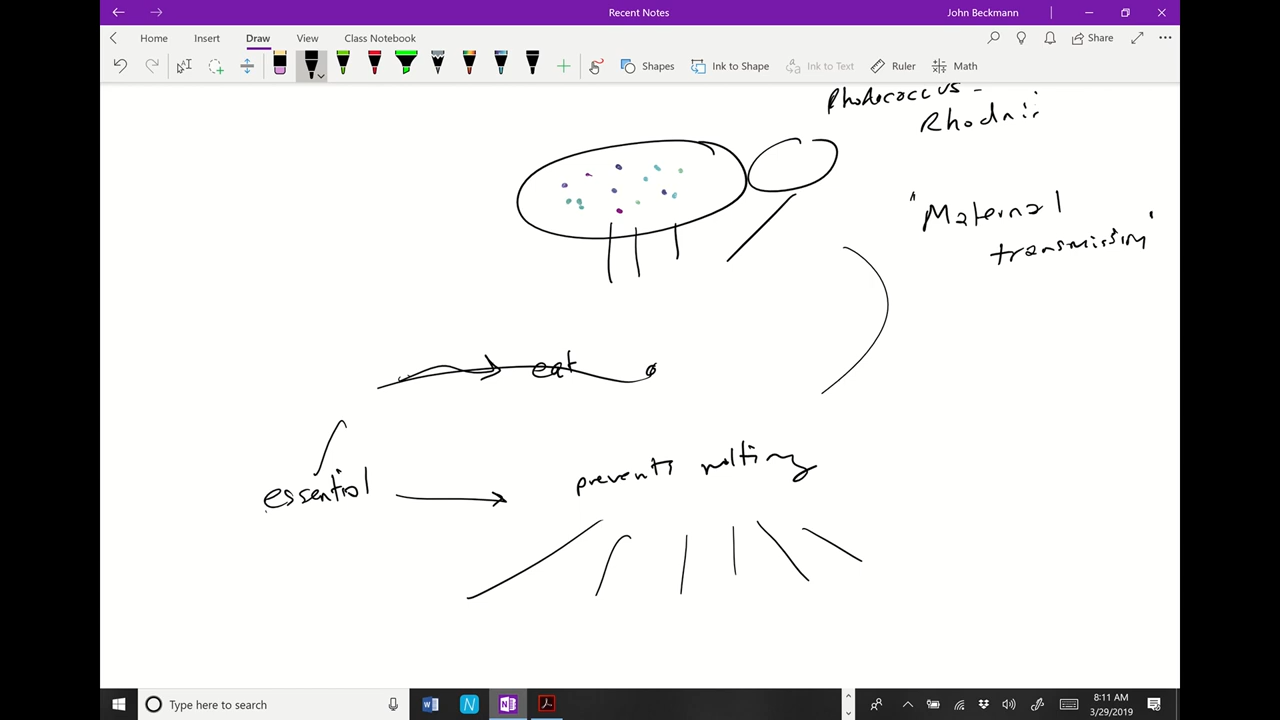 Recent Notes
John Beckmann
Home Insert Draw View Class Notebook
Share
Shapes Ink to Shape Ink to Text Ruler Math
Rhodococcus -
Rhodnii
"Maternal
transmission"
eat
prevents molting
essential
Type here to search
8:11 AM
3/29/2019